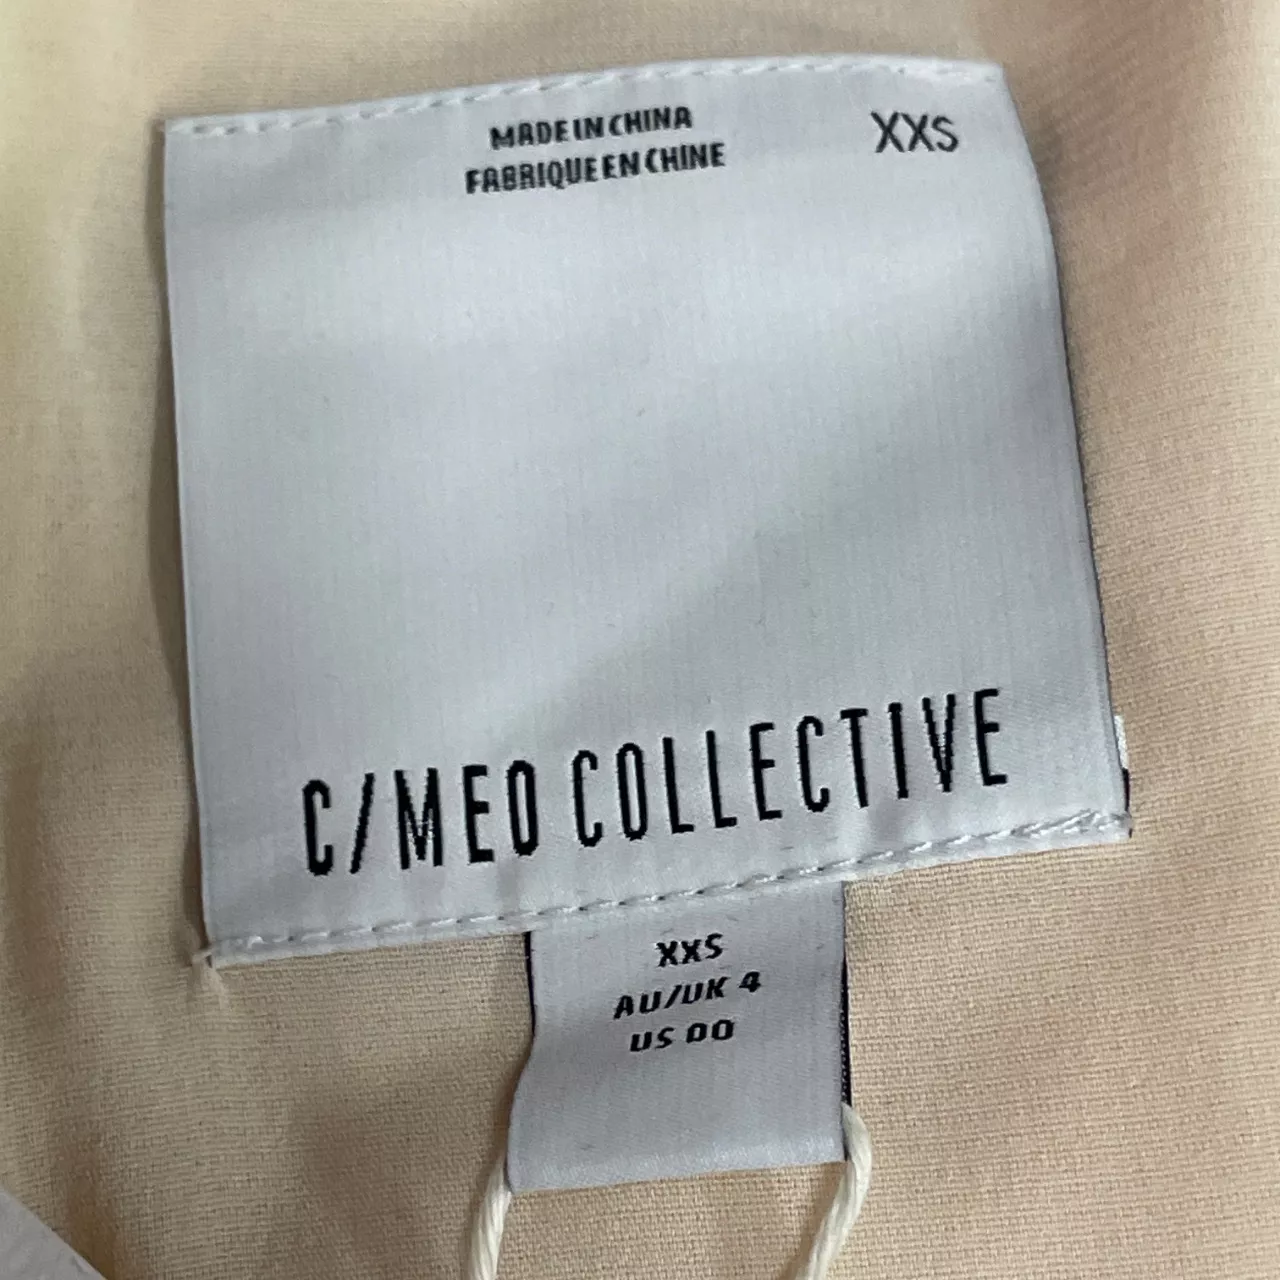 MADE IN CHINA
FABRIQUE EN CHINE
XXS
C/MEO COLLECTIVE
XXS
AU/UK 4
US 00